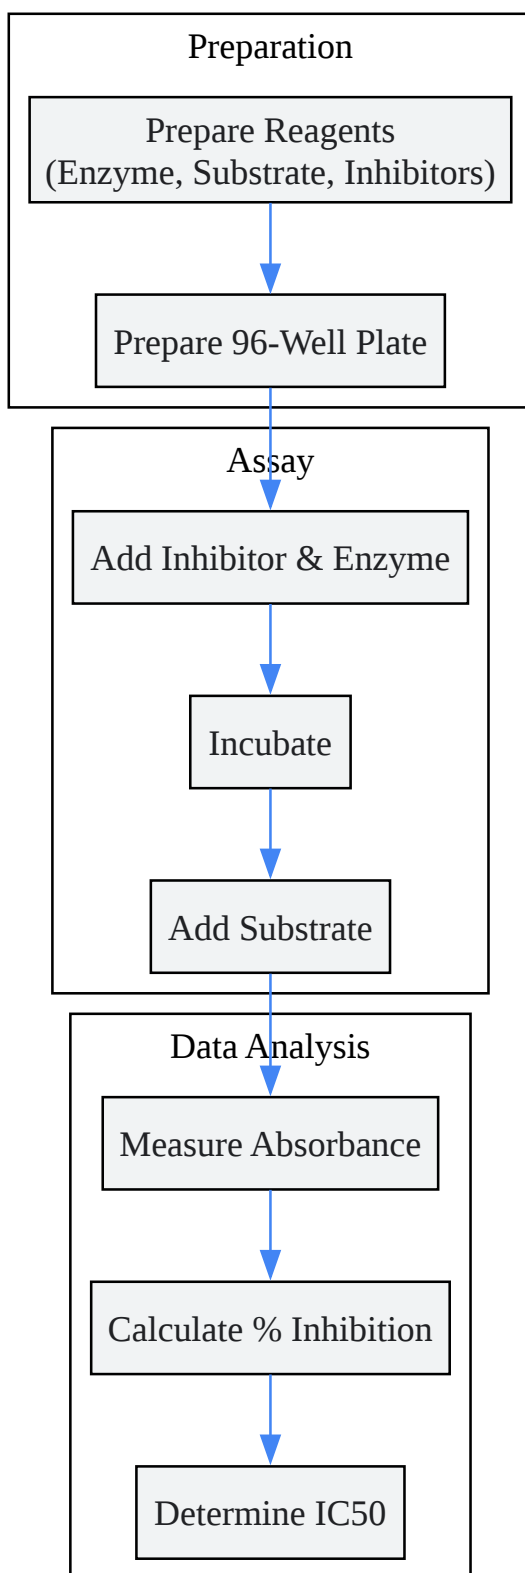 Preparation
Prepare Reagents
(Enzyme, Substrate, Inhibitors)
Prepare 96-Well Plate
Assay
Add Inhibitor & Enzyme
Incubate
Add Substrate
Data Analysis
Measure Absorbance
Calculate % Inhibition
Determine IC50